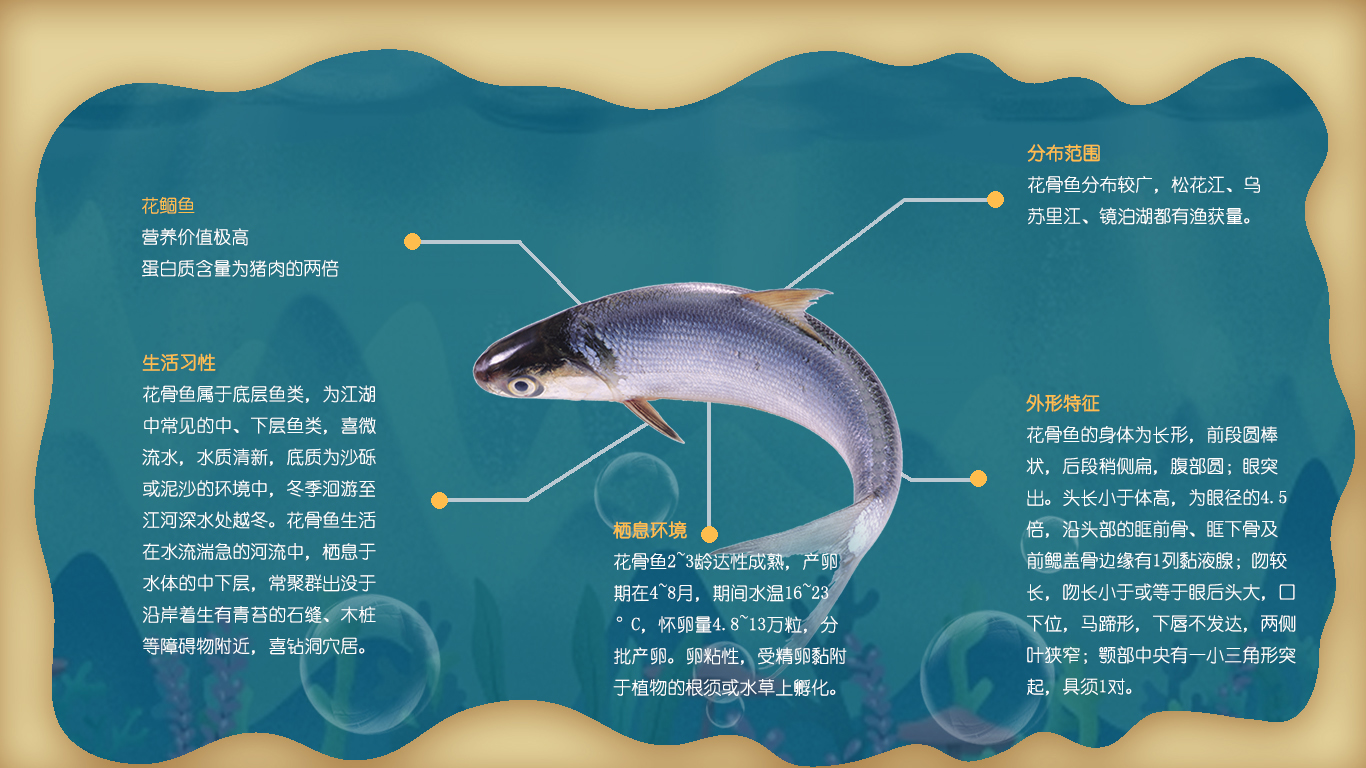 花鲴鱼
营养价值极高
蛋白质含量为猪肉的两倍
生活习性
花骨鱼属于底层鱼类，为江湖
中常见的中、下层鱼类，喜微
流水，水质清新，底质为沙砾
或泥沙的环境中，冬季洄游至
江河深水处越冬。花骨鱼生活
在水流湍急的河流中，栖息于
水体的中下层，常聚群出没于
沿岸着生有青苔的石缝、木桩
等障碍物附近，喜钻洞穴居。
栖息环境
花骨鱼2~3龄达性成熟，产卵
期在4~8月，期间水温16~23
°C，怀卵量4.8~13万粒，分
批产卵。卵粘性，受精卵黏附
于植物的根须或水草上孵化。
分布范围
花骨鱼分布较广，松花江、乌
苏里江、镜泊湖都有渔获量。
外形特征
花骨鱼的身体为长形，前段圆棒
状，后段稍侧扁，腹部圆；眼突
出。头长小于体高，为眼径的4.5
倍，沿头部的眶前骨、眶下骨及
前鳃盖骨边缘有1列黏液腺；吻较
长，吻长小于或等于眼后头大，口
下位，马蹄形，下唇不发达，两侧
叶狭窄；颚部中央有一小三角形突
起，具须1对。